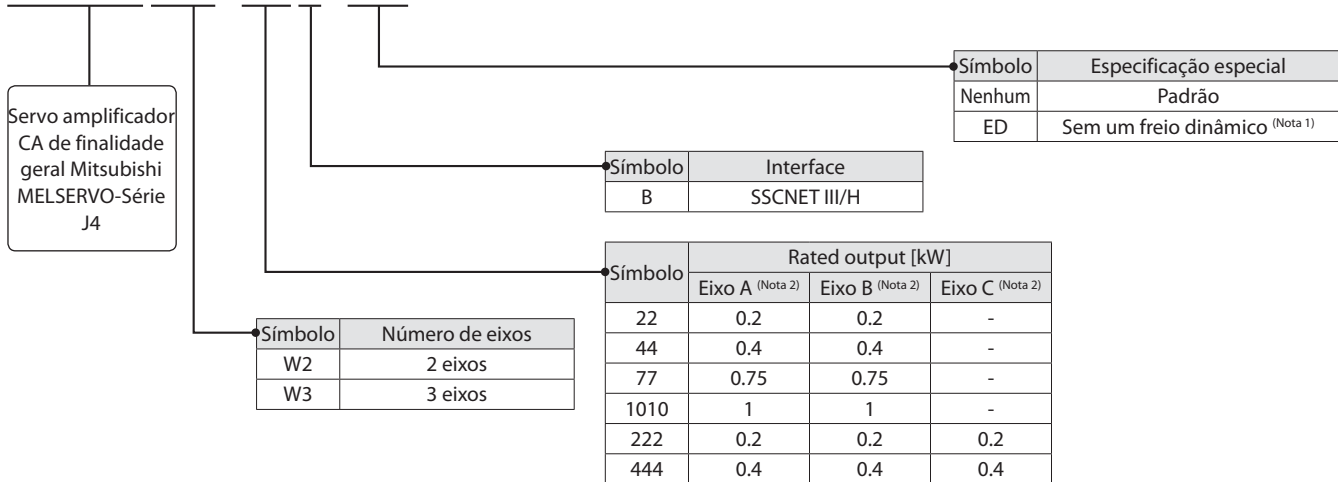 Símbolo Especificação especial
Nenhum Padrão
ED Sem um freio dinâmico (Nota 1)
Servo amplificador
CA de finalidade
geral Mitsubishi
MELSERVO-Série
J4
Símbolo Interface
B SSCNET III/H
Símbolo Rated output [kW]
Eixo A (Nota 2) Eixo B (Nota 2) Eixo C (Nota 2)
22 0.2 0.2 -
44 0.4 0.4 -
77 0.75 0.75 -
1010 1 1 -
222 0.2 0.2 0.2
444 0.4 0.4 0.4
Símbolo Número de eixos
W2 2 eixos
W3 3 eixos